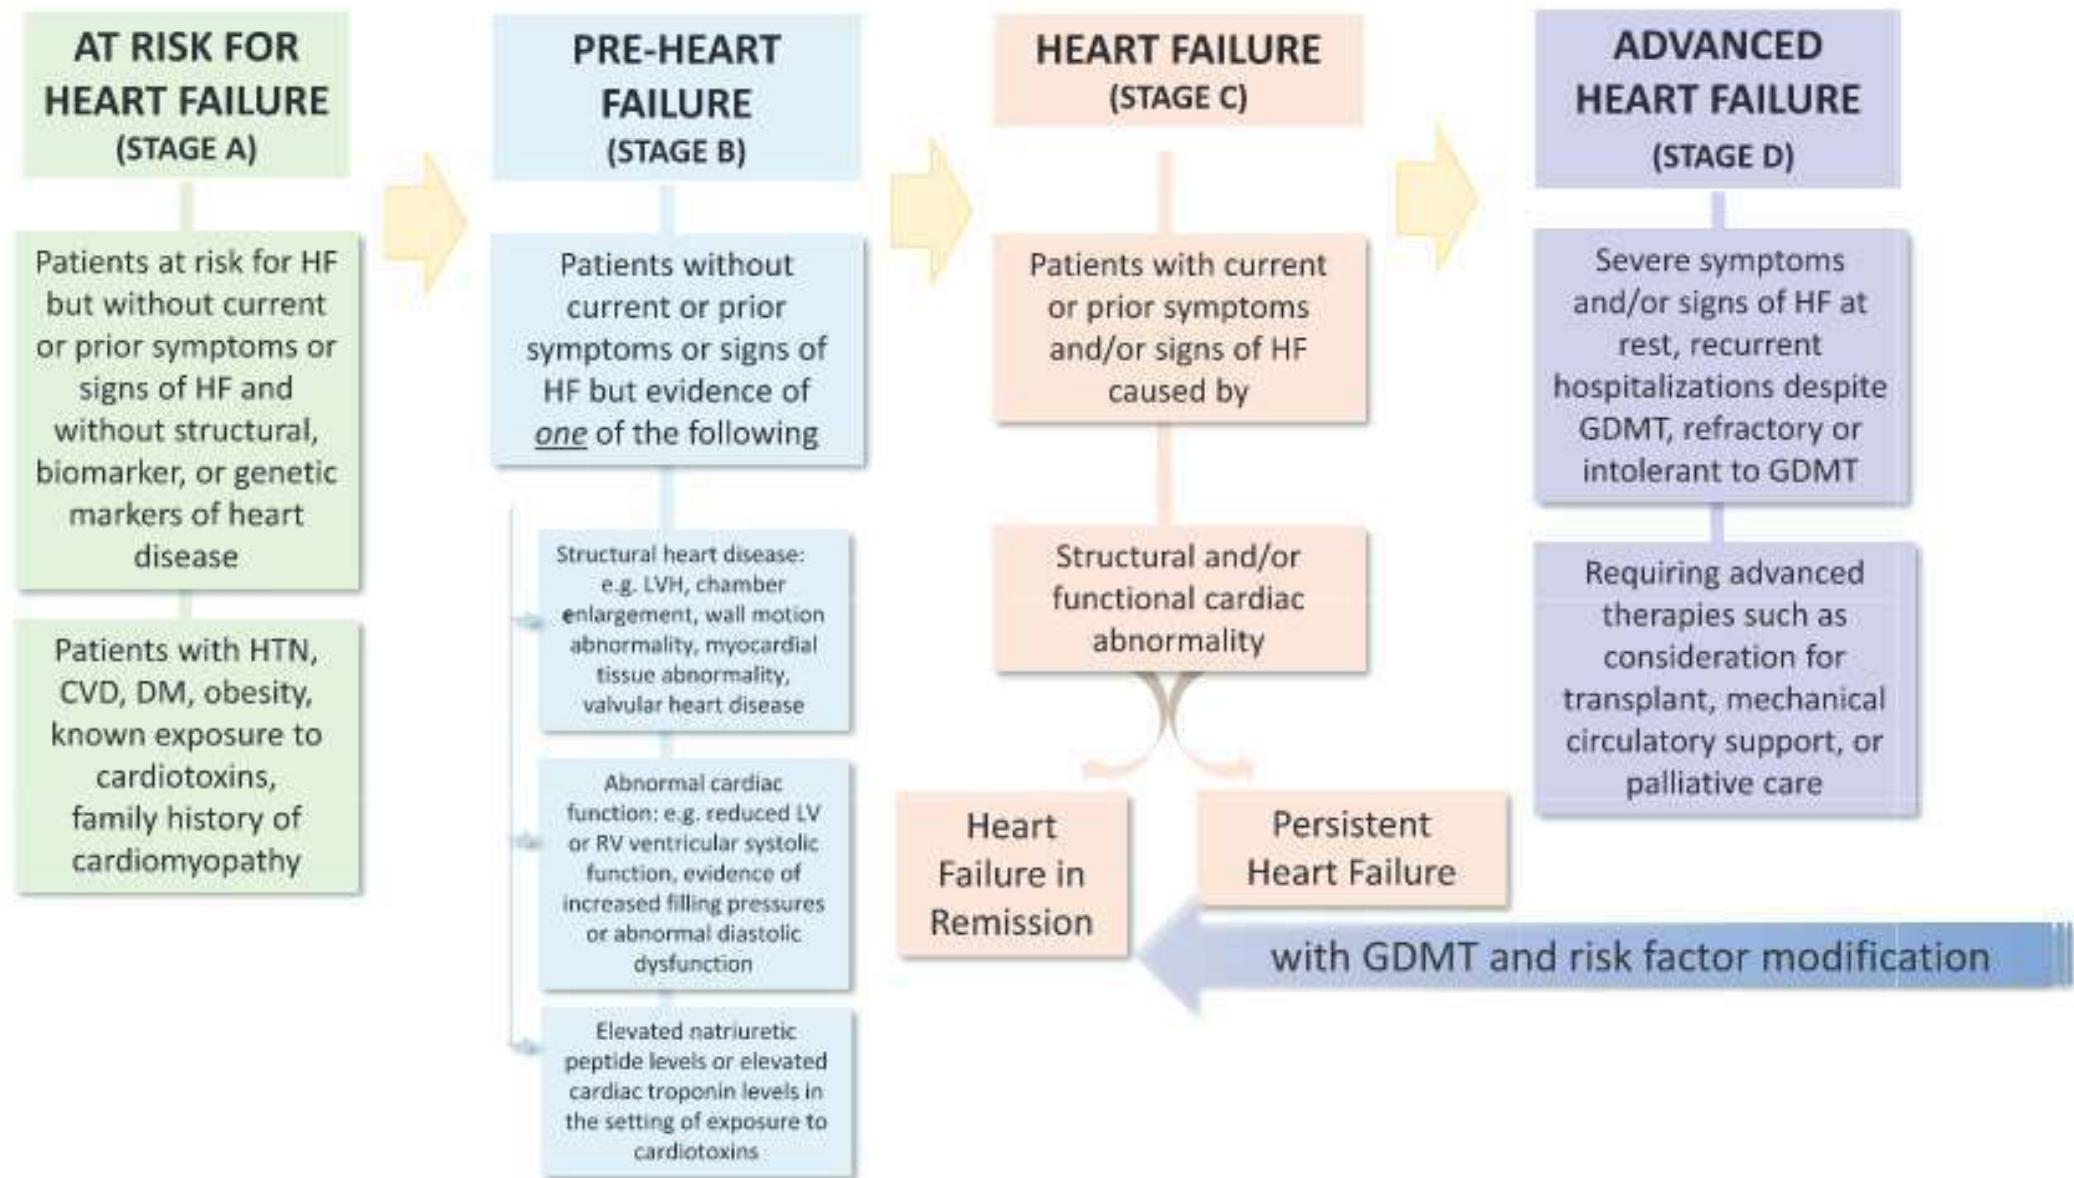 AT RISK FOR
HEART FAILURE
(STAGE A)
Patients at risk for HF
but without current
or prior symptoms or
signs of HF and
without structural,
biomarker, or genetic
markers of heart
disease
Patients with HTN,
CVD, DM, obesity,
known exposure to
cardiotoxins,
family history of
cardiomyopathy
PRE-HEART
FAILURE
(STAGE B)
Patients without
current or prior
symptoms or signs of
HF but evidence of
one of the following
Structural heart disease:
e.g. LVH, chamber
enlargement, wall motion
abnormality, myocardial
tissue abnormality,
valvular heart disease
Abnormal cardiac
function: e.g. reduced LV
or RV ventricular systolic
function, evidence of
increased filling pressures
or abnormal diastolic
dysfunction
Elevated natriuretic
peptide levels or elevated
cardiac troponin levels in
the setting of exposure to
cardiotoxins
HEART FAILURE
(STAGE C)
Patients with current
or prior symptoms
and/or signs of HF
caused by
Structural and/or
functional cardiac
abnormality
Heart
Failure in
Remission
Persistent
Heart Failure
ADVANCED
HEART FAILURE
(STAGE D)
Severe symptoms
and/or signs of HF at
rest, recurrent
hospitalizations despite
GDMT, refractory or
intolerant to GDMT
Requiring advanced
therapies such as
consideration for
transplant, mechanical
circulatory support, or
palliative care
with GDMT and risk factor modification